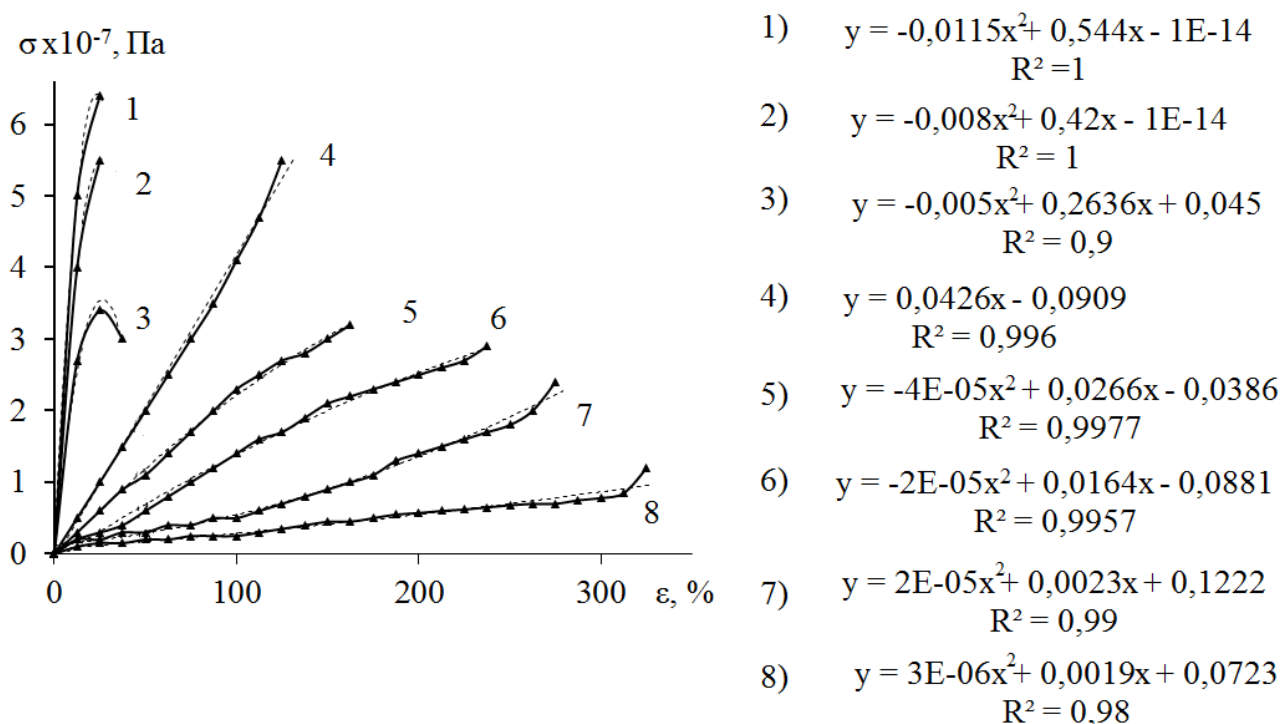 σ x10⁻⁷, Па
6
5
4
3
2
1
0
0
100
200
300
ε, %
1
2
3
4
5
6
7
8
1) y = -0,0115x²+ 0,544x - 1E-14
R² =1
2) y = -0,008x²+ 0,42x - 1E-14
R² = 1
3) y = -0,005x²+ 0,2636x + 0,045
R² = 0,9
4) y = 0,0426x - 0,0909
R² = 0,996
5) y = -4E-05x² + 0,0266x - 0,0386
R² = 0,9977
6) y = -2E-05x² + 0,0164x - 0,0881
R² = 0,9957
7) y = 2E-05x²+ 0,0023x + 0,1222
R² = 0,99
8) y = 3E-06x²+ 0,0019x + 0,0723
R² = 0,98